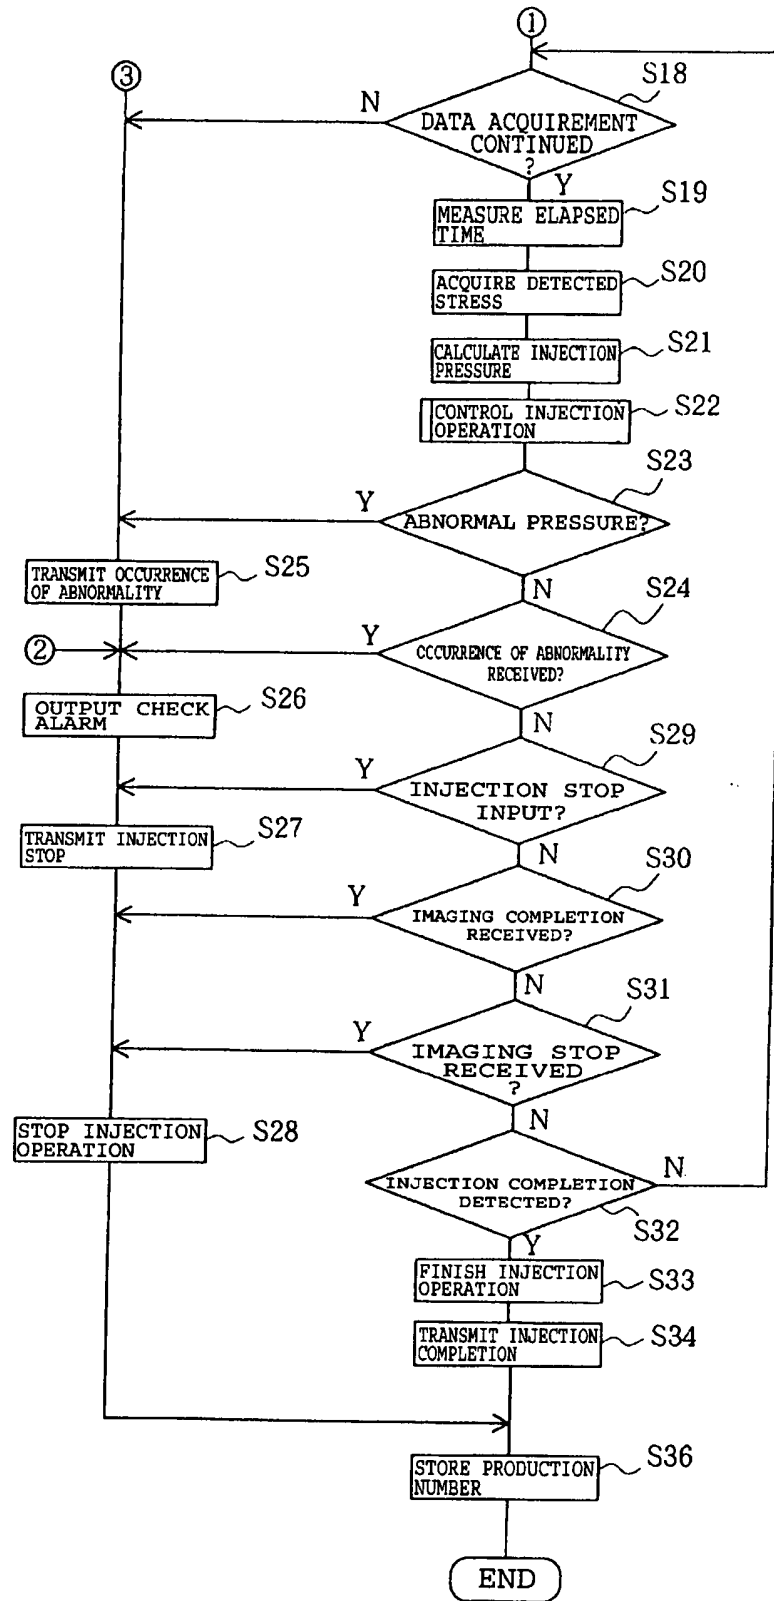 ①
③
S18
N
DATA ACQUIREMENT
CONTINUED
?
Y
S19
MEASURE ELAPSED
TIME
S20
ACQUIRE DETECTED
STRESS
S21
CALCULATE INJECTION
PRESSURE
S22
CONTROL INJECTION
OPERATION
S23
Y
ABNORMAL PRESSURE?
S25
TRANSMIT OCCURRENCE
OF ABNORMALITY
N
S24
②
Y
OCCURRENCE OF ABNORMALITY
RECEIVED?
S26
OUTPUT CHECK
ALARM
N
S29
Y
INJECTION STOP
INPUT?
S27
TRANSMIT INJECTION
STOP
N
S30
Y
IMAGING COMPLETION
RECEIVED?
N
S31
Y
IMAGING STOP
RECEIVED
?
S28
STOP INJECTION
OPERATION
N
N
INJECTION COMPLETION
DETECTED?
S32
Y
FINISH INJECTION
OPERATION
S33
TRANSMIT INJECTION
COMPLETION
S34
STORE PRODUCTION
NUMBER
S36
END